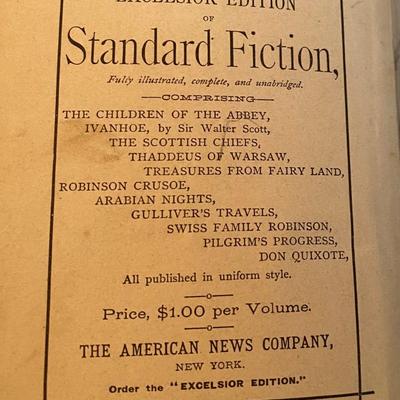 EXCELSIOR EDITION
OF
Standard Fiction,
Fully illustrated, complete, and unabridged.
COMPRISING
THE CHILDREN OF THE ABBEY,
IVANHOE, by Sir Walter Scott,
THE SCOTTISH CHIEFS,
THADDEUS OF WARSAW,
TREASURES FROM FAIRY LAND,
ROBINSON CRUSOE,
ARABIAN NIGHTS,
GULLIVER'S TRAVELS,
SWISS FAMILY ROBINSON,
PILGRIM'S PROGRESS,
DON QUIXOTE,
All published in uniform style.
Price, $1.00 per Volume.
THE AMERICAN NEWS COMPANY,
NEW YORK.
Order the "EXCELSIOR EDITION."